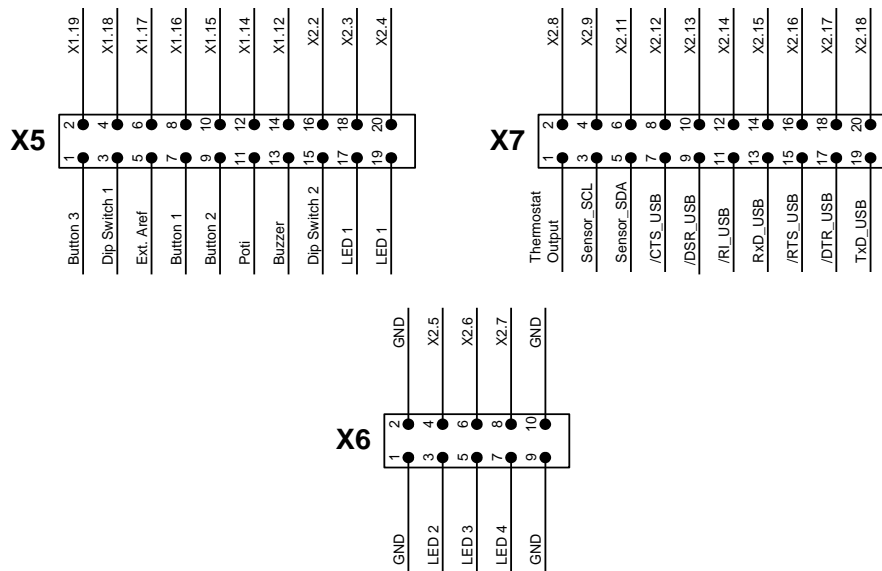 X1.19
X1.18
X1.17
X1.16
X1.15
X1.14
X1.12
X2.2
X2.3
X2.4
X5
2 4 6 8 10 12 14 16 18 20
1 3 5 7 9 11 13 15 17 19
Button 3
Dip Switch 1
Ext. Aref
Button 1
Button 2
Poti
Buzzer
Dip Switch 2
LED 1
LED 1
X2.8
X2.9
X2.11
X2.12
X2.13
X2.14
X2.15
X2.16
X2.17
X2.18
X7
2 4 6 8 10 12 14 16 18 20
1 3 5 7 9 11 13 15 17 19
Thermostat
Output
Sensor_SCL
Sensor_SDA
/CTS_USB
/DSR_USB
/RI_USB
RxD_USB
/RTS_USB
/DTR_USB
TxD_USB
GND
X2.5
X2.6
X2.7
GND
X6
2 4 6 8 10
1 3 5 7 9
GND
LED 2
LED 3
LED 4
GND